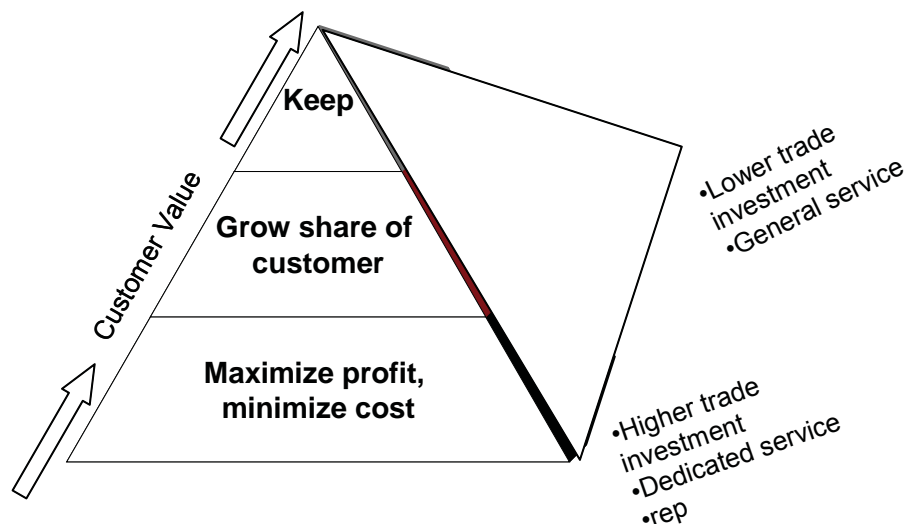 Keep
Grow share of
customer
Maximize profit,
minimize cost
Customer Value
•Lower trade
investment
•General service
•Higher trade
investment
•Dedicated service
•rep